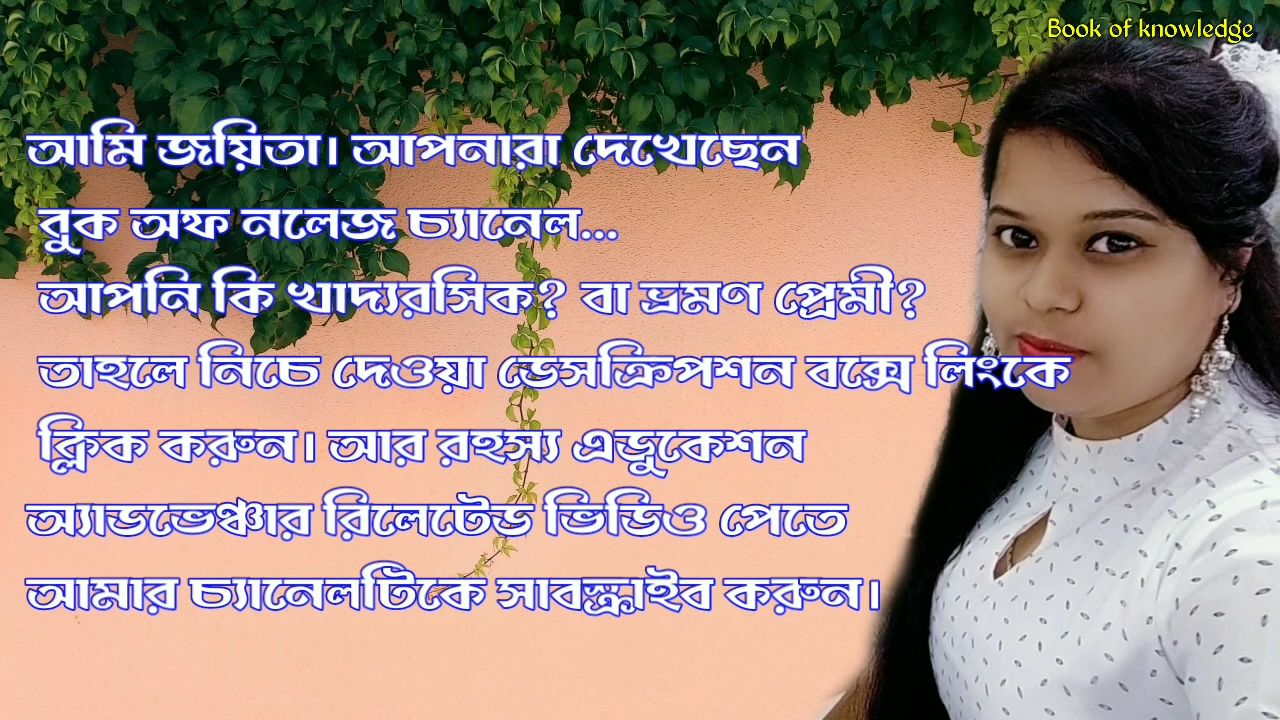 Book of knowledge
আমি জয়িতা। আপনারা দেখেছেন
বুক অফ নলেজ চ্যানেল...
আপনি কি খাদ্যরসিক? বা ভ্রমণ প্রেমী?
তাহলে নিচে দেওয়া ডেসক্রিপশন বক্সে লিংকে
ক্লিক করুন। আর রহস্য এডুকেশন
অ্যাডভেঞ্চার রিলেটেড ভিডিও পেতে
আমার চ্যানেলটিকে সাবস্ক্রাইব করুন।